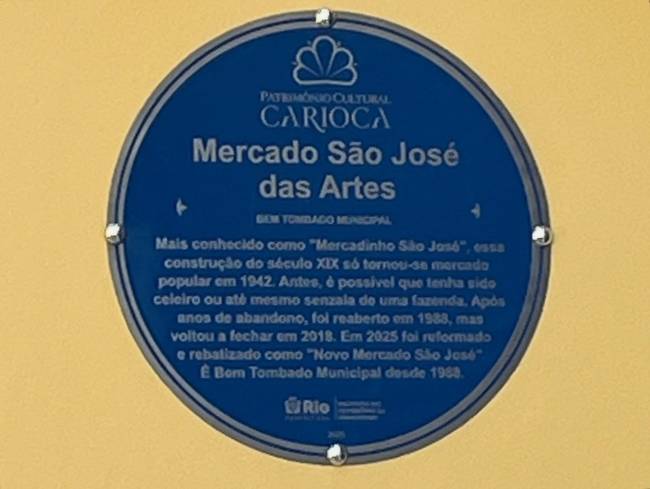 PATRIMÔNIO CULTURAL
CARIOCA
Mercado São José
das Artes
BEM TOMBADO MUNICIPAL
Mais conhecido como "Mercadinho São José", essa
construção do século XIX só tornou-se mercado
popular em 1942. Antes, é possível que tenha sido
celeiro ou até mesmo senzala de uma fazenda. Após
anos de abandono, foi reaberto em 1988, mas
voltou a fechar em 2018. Em 2025 foi reformado
e rebatizado como "Novo Mercado São José"
É Bem Tombado Municipal desde 1988.
Rio
PREFEITURA
2025